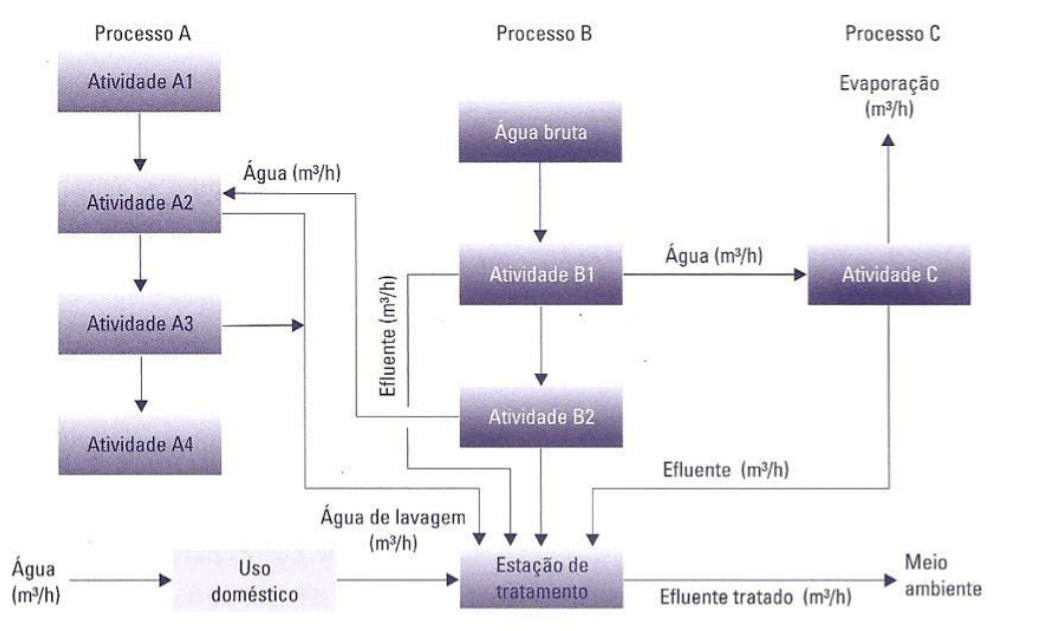 Processo A
Processo B
Processo C
Atividade A1
Evaporação
(m³/h)
Água bruta
Água (m³/h)
Atividade A2
Água (m³/h)
Atividade B1
Atividade C
Efluente (m³/h)
Atividade A3
Atividade B2
Atividade A4
Efluente (m³/h)
Água de lavagem
(m³/h)
Água
(m³/h)
Uso
doméstico
Estação de
tratamento
Efluente tratado (m³/h)
Meio
ambiente